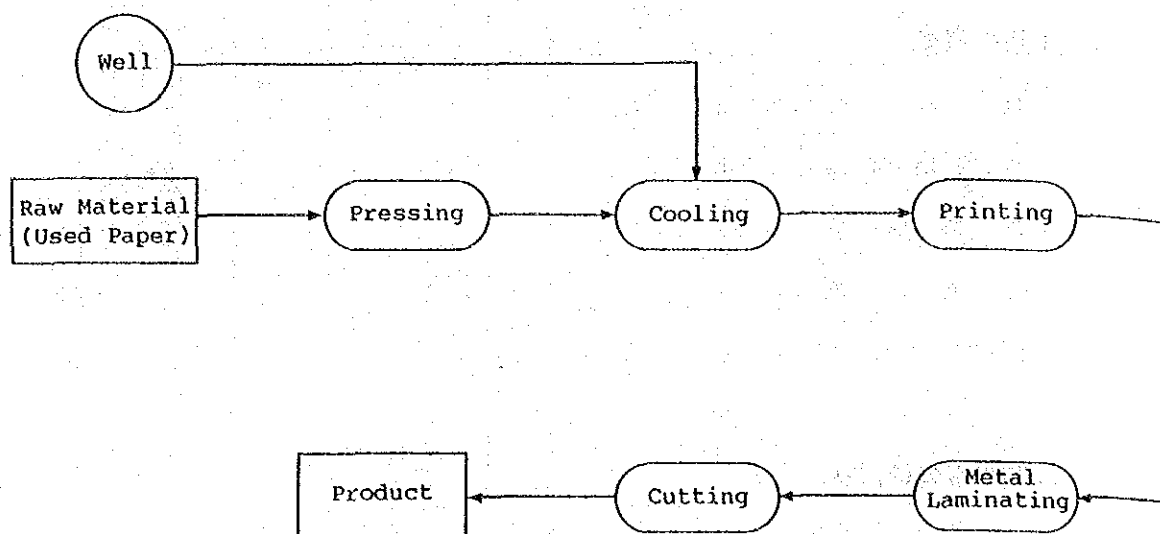 Well
Raw Material
(Used Paper)
Pressing
Cooling
Printing
Product
Cutting
Metal
Laminating